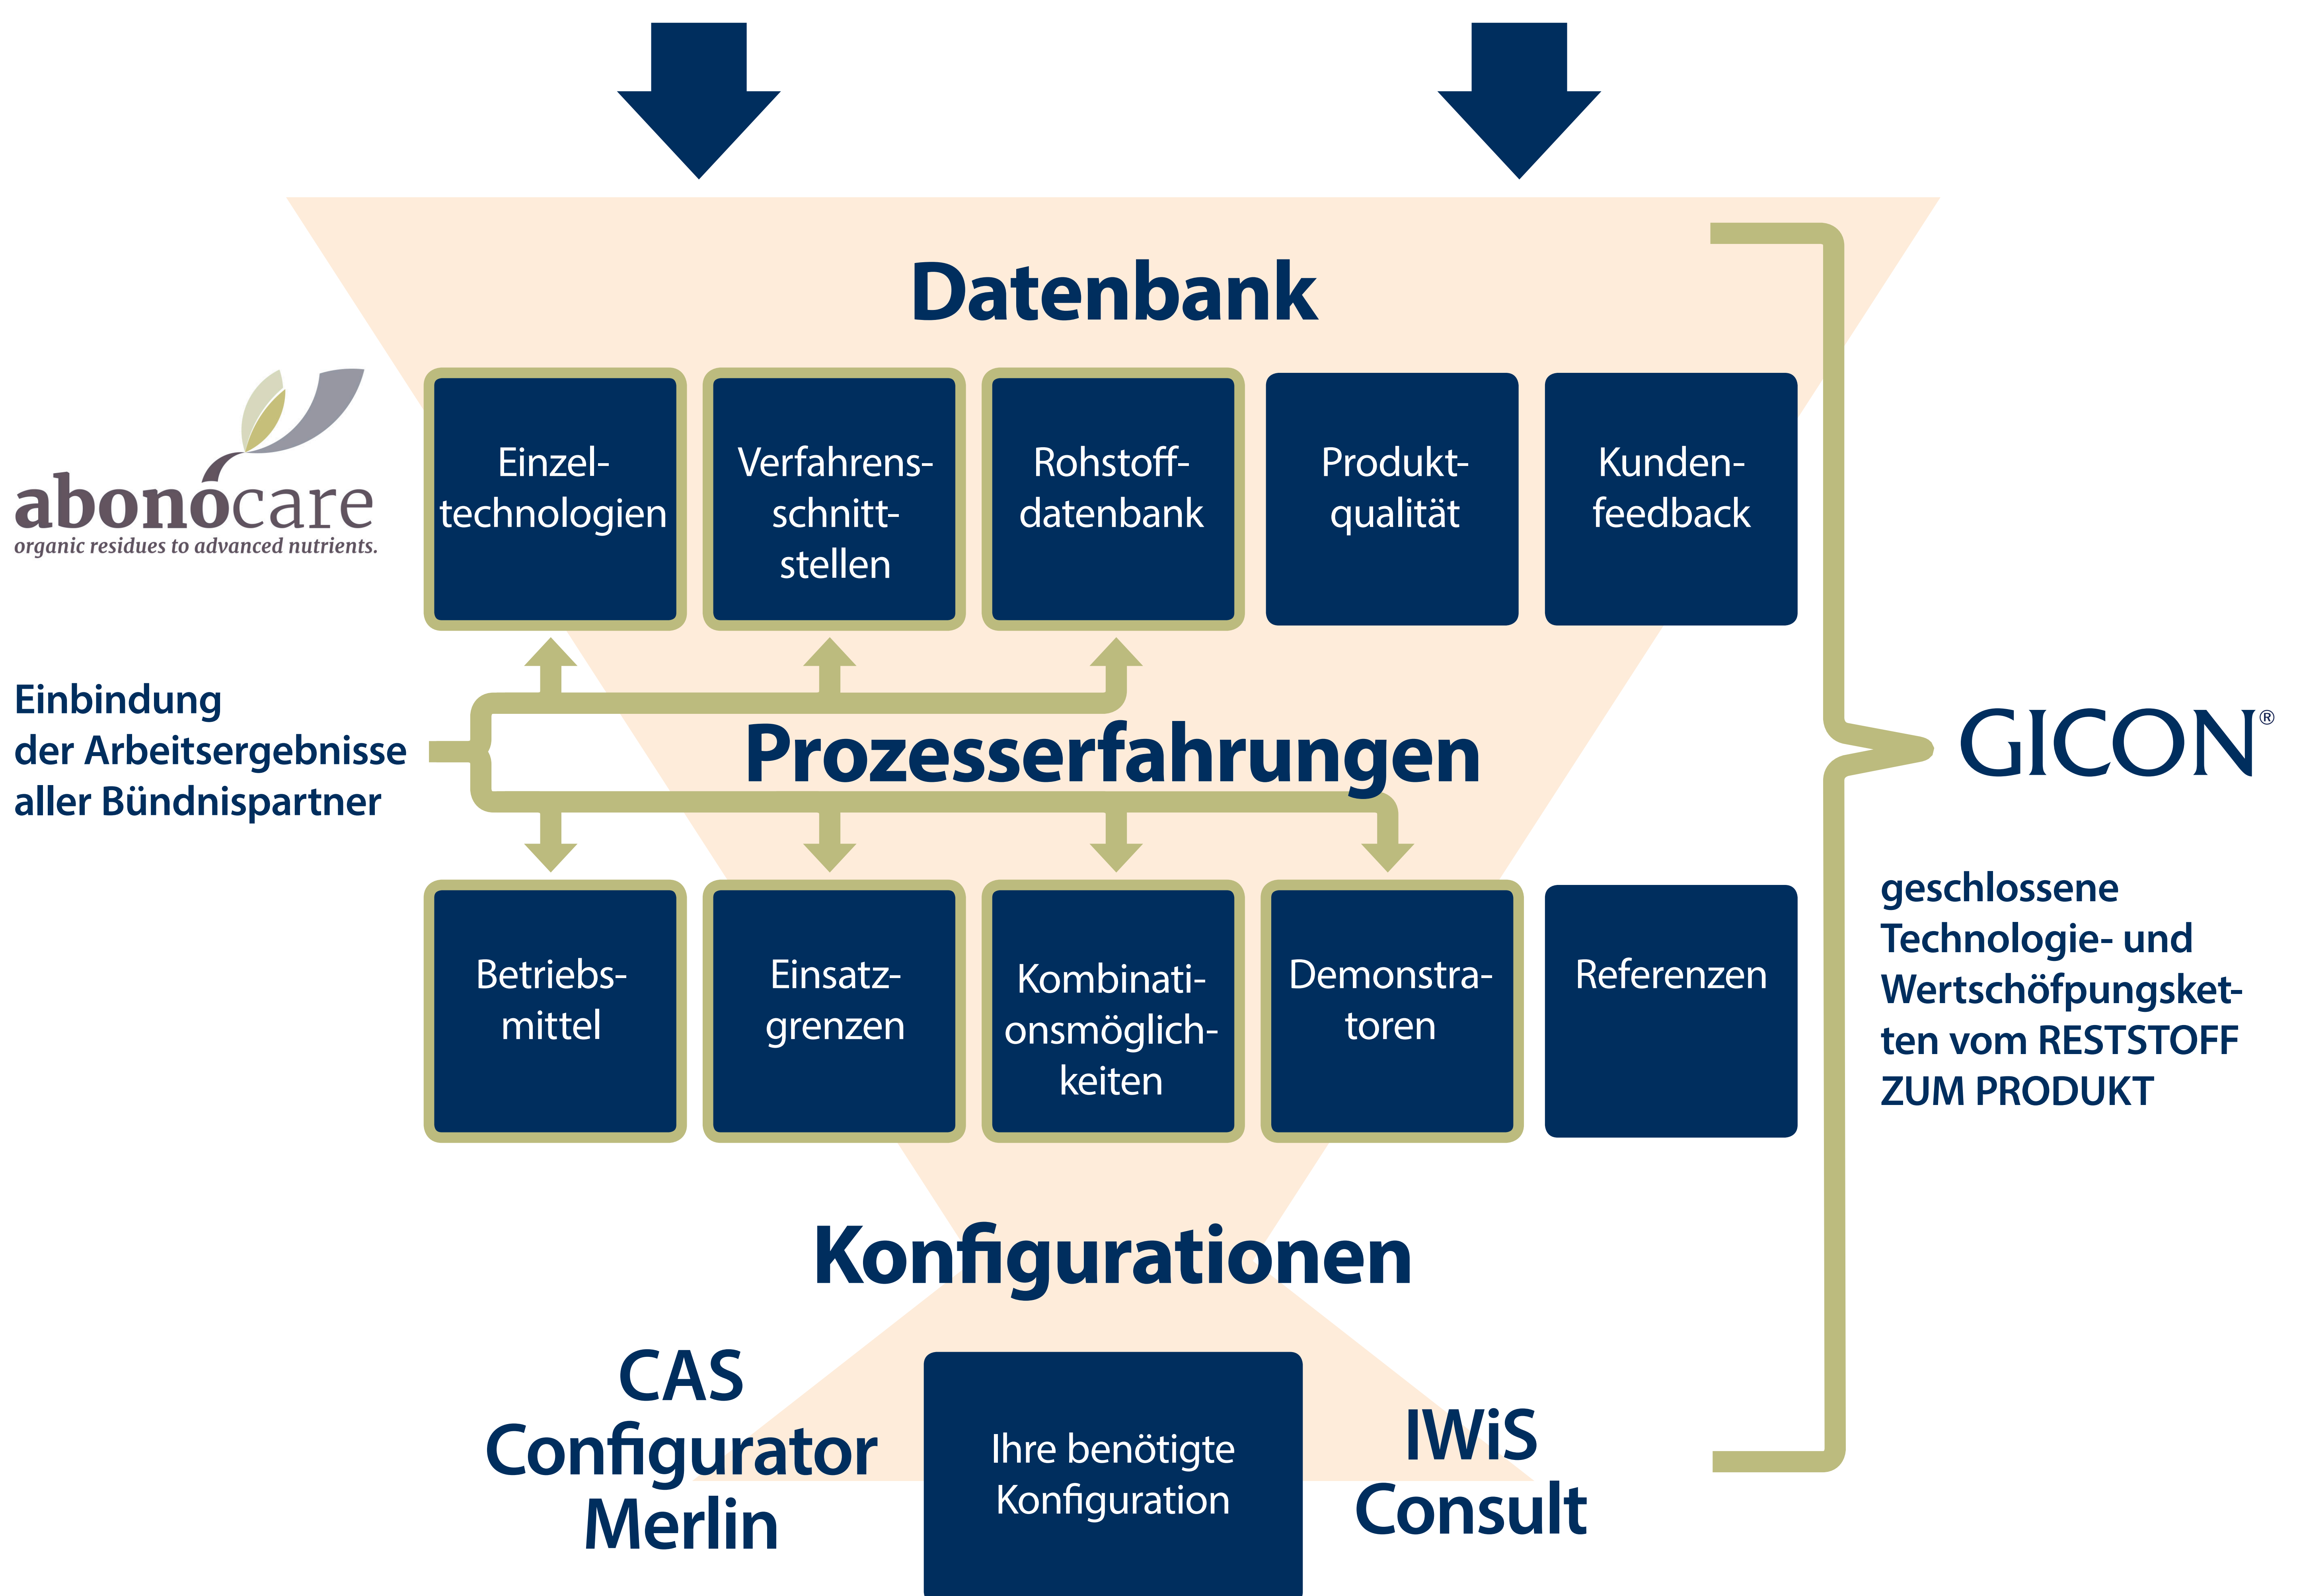 Datenbank
abonocare
organic residues to advanced nutrients.
Einzel-
technologien
Verfahrens-
schnitt-
stellen
Rohstoff-
datenbank
Produkt-
qualität
Kunden-
feedback
Einbindung
der Arbeitsergebnisse
aller Bündnispartner
Prozesserfahrungen
GICON®
Betriebs-
mittel
Einsatz-
grenzen
Kombinati-
onsmöglich-
keiten
Demonstra-
toren
Referenzen
geschlossene
Technologie- und
Wertschöfpungsket-
ten vom RESTSTOFF
ZUM PRODUKT
Konfigurationen
CAS
Configurator
Merlin
Ihre benötigte
Konfiguration
IWiS
Consult